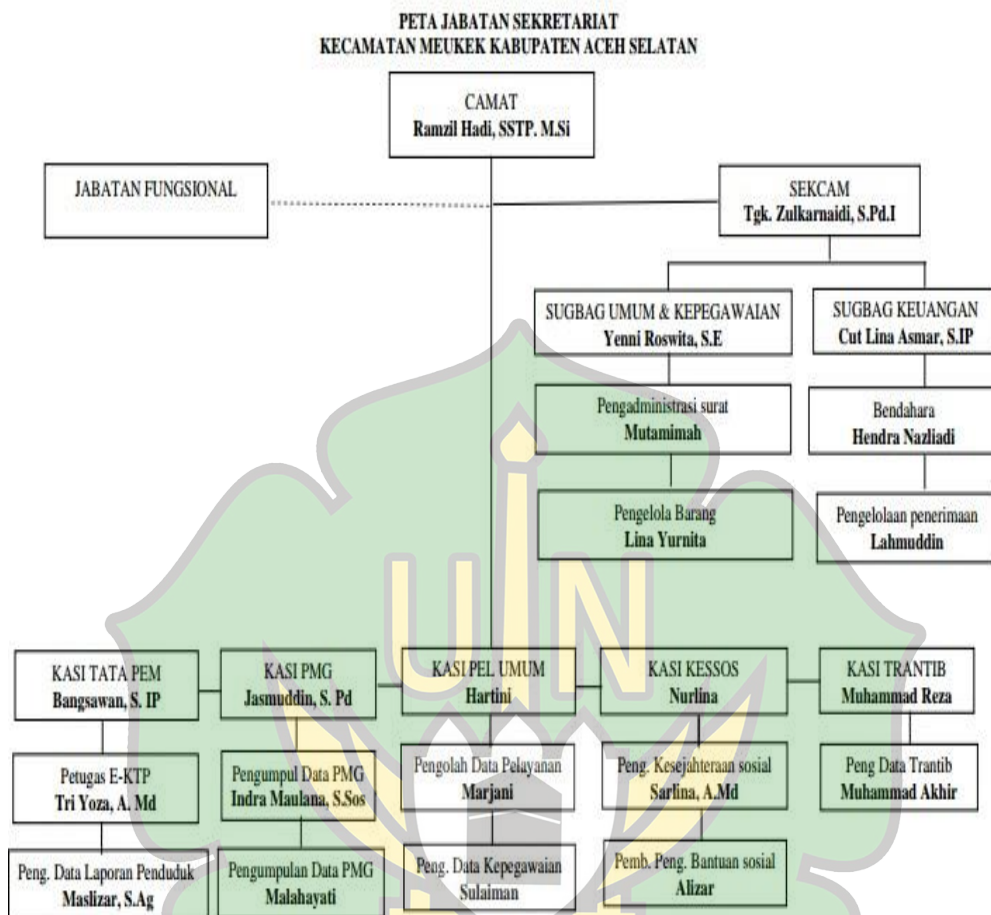 PETA JABATAN SEKRETARIAT
KECAMATAN MEUKEK KABUPATEN ACEH SELATAN
CAMAT
Ramzil Hadi, SSTP. M.Si
JABATAN FUNGSIONAL
SEKCAM
Tgk. Zulkarnaidi, S.Pd.I
SUGBAG UMUM & KEPEGAWAIAN
Yenni Roswita, S.E
SUGBAG KEUANGAN
Cut Lina Asmar, S.IP
Pengadministrasi surat
Mutamimah
Bendahara
Hendra Nazliadi
Pengelola Barang
Lina Yurnita
Pengelolaan penerimaan
Lahmuddin
UIN
KASI TATA PEM
Bangsawan, S. IP
KASI PMG
Jasmuddin, S. Pd
KASI PEL UMUM
Hartini
KASI KESSOS
Nurlina
KASI TRANTIB
Muhammad Reza
Petugas E-KTP
Tri Yoza, A. Md
Pengumpul Data PMG
Indra Maulana, S.Sos
Pengolah Data Pelayanan
Marjani
Peng. Kesejahteraan sosial
Sarlina, A.Md
Peng Data Trantib
Muhammad Akhir
Peng. Data Laporan Penduduk
Maslizar, S.Ag
Pengumpulan Data PMG
Malahayati
Peng. Data Kepegawaian
Sulaiman
Pemb. Peng. Bantuan sosial
Alizar